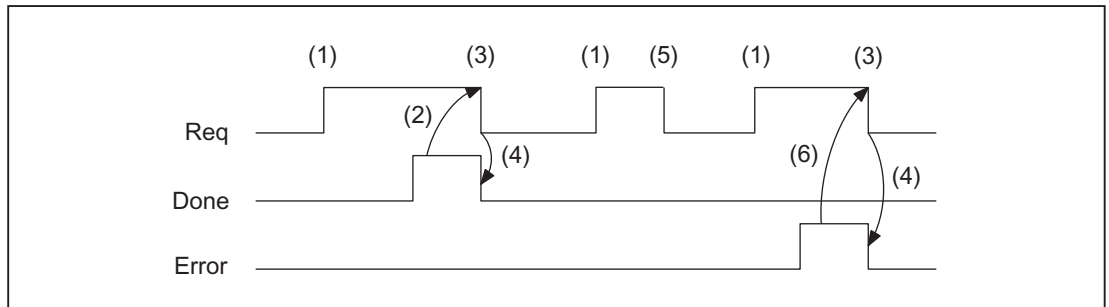 (1) (3) (1) (5) (1) (3)
Req (2) (4) (6) (4)
Done
Error